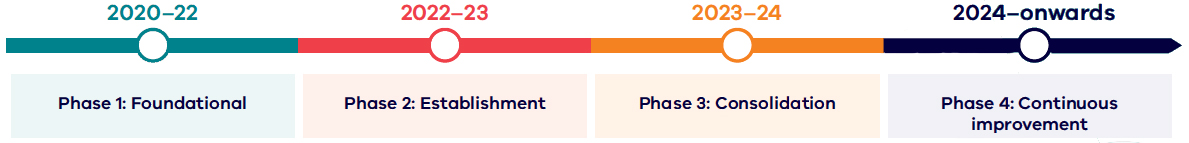 2020–22
2022–23
2023–24
2024–onwards
Phase 1: Foundational
Phase 2: Establishment
Phase 3: Consolidation
Phase 4: Continuous
improvement